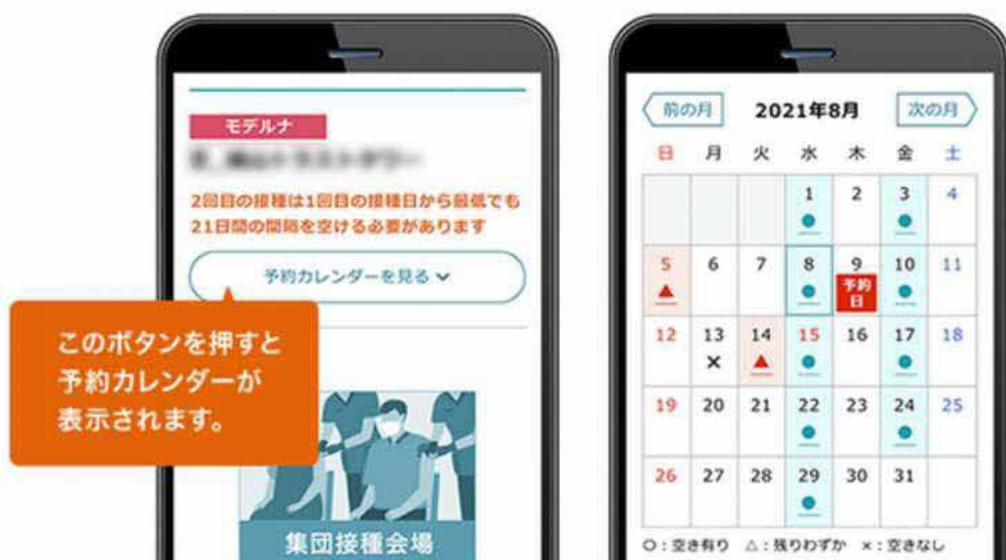 モデルナ
2回目の接種は1回目の接種日から最低でも
21日間の間隔を空ける必要があります
予約カレンダーを見る
このボタンを押すと
予約カレンダーが
表示されます。
集団接種会場
前の月 2021年8月 次の月
日 月 火 水 木 金 土
1 2 3 4
5 6 7 8 9 10 11
▲ 予約
日
12 13 14 15 16 17 18
× ▲
19 20 21 22 23 24 25
26 27 28 29 30 31
○:空き有り △:残りわずか ×:空きなし